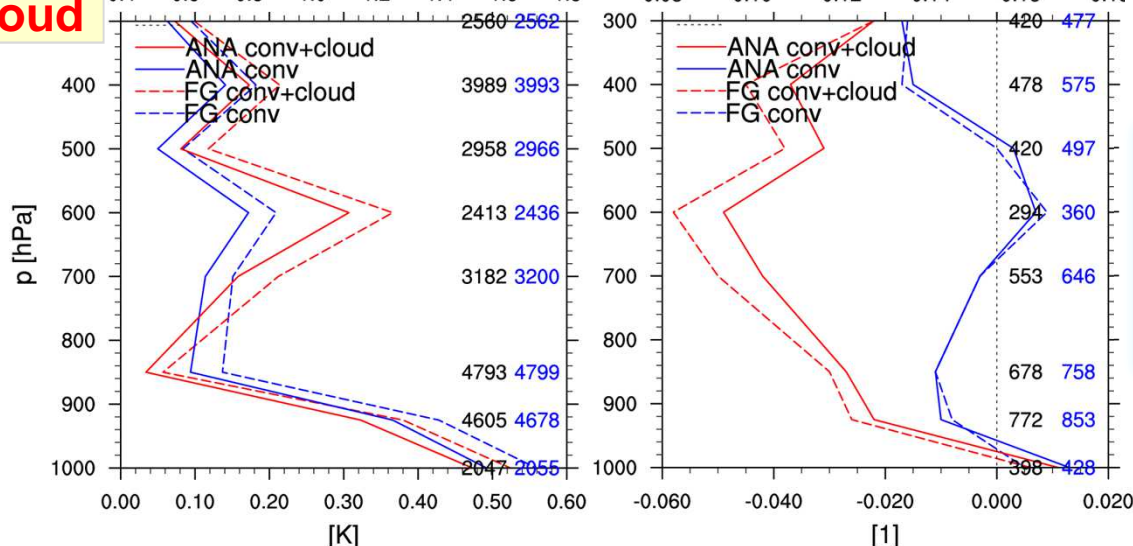 loud
300 2560 2562 300 420 477
ANA conv+cloud ANA conv+cloud
ANA conv ANA conv
400 3989 3993 400 478 575
FG conv+cloud FG conv+cloud
FG conv FG conv
500 2958 2966 500 420 497
600 2413 2436 600 294 360
p [hPa]
700 3182 3200 700 553 646
800 800
4793 4799 678 758
900 900
4605 4678 772 853
1000 2047 2055 1000 398 428
0.00 0.10 0.20 0.30 0.40 0.50 0.60 -0.060 -0.040 -0.020 0.000 0.020
[K] [1]